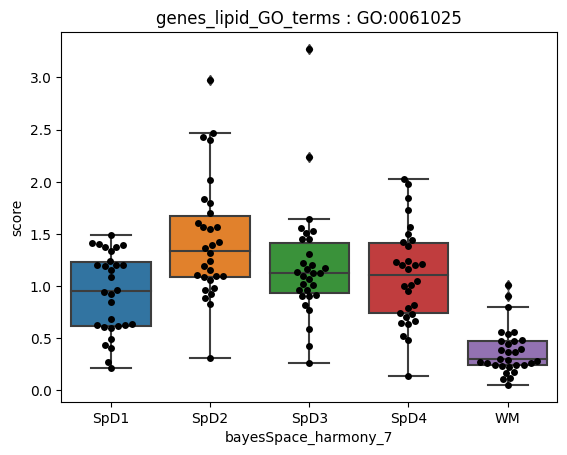 genes_lipid_GO_terms : GO:0061025
score
3.0
2.5
2.0
1.5
1.0
0.5
0.0
SpD1 SpD2 SpD3 SpD4 WM
bayesSpace_harmony_7